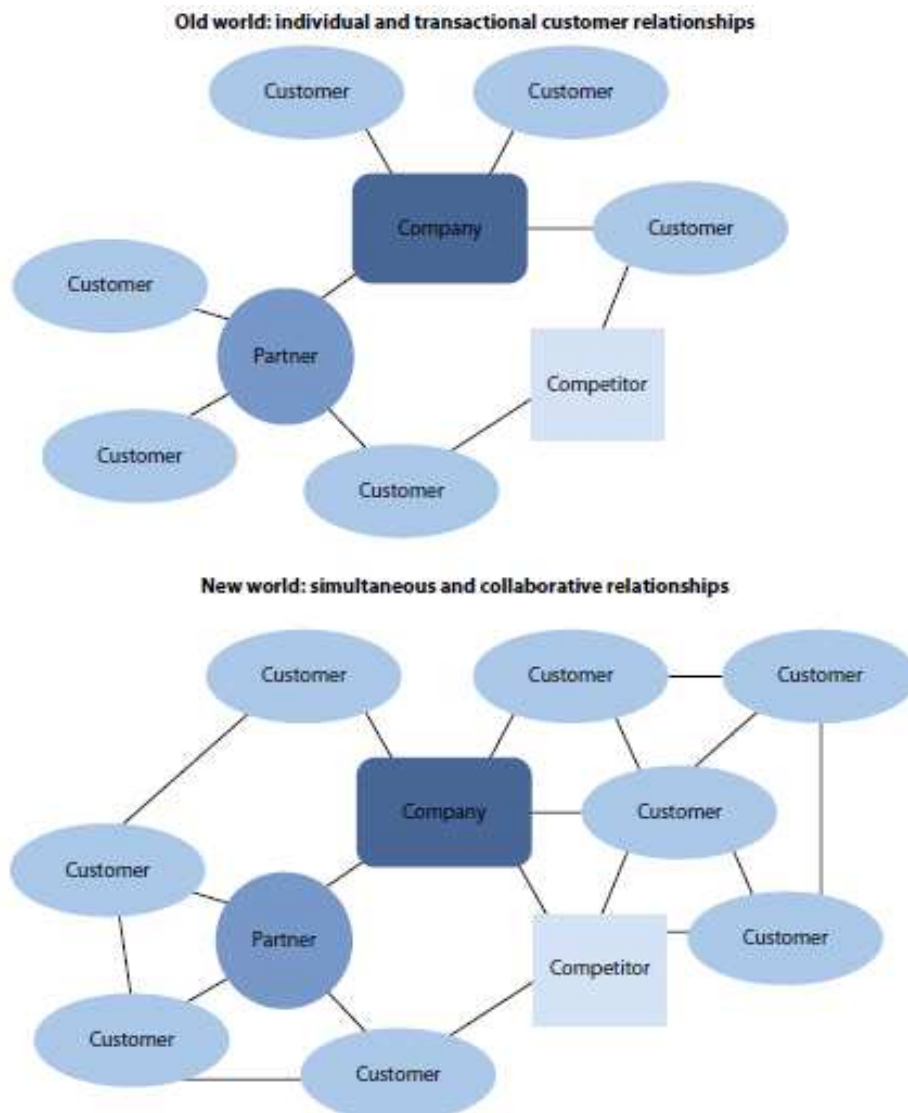 Old world: individual and transactional customer relationships
Customer
Customer
Company
Customer
Customer
Partner
Competitor
Customer
Customer
New world: simultaneous and collaborative relationships
Customer
Customer
Customer
Company
Customer
Customer
Partner
Customer
Competitor
Customer
Customer